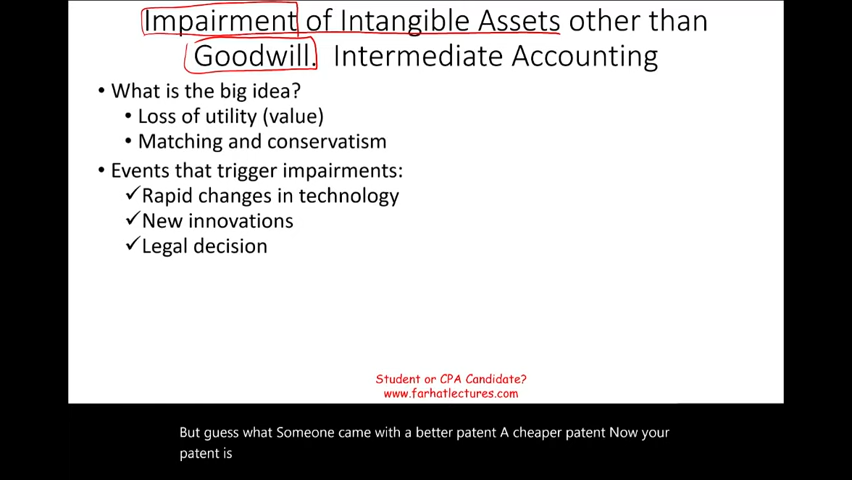 Impairment of Intangible Assets other than
Goodwill. Intermediate Accounting
• What is the big idea?
• Loss of utility (value)
• Matching and conservatism
• Events that trigger impairments:
✓Rapid changes in technology
✓New innovations
✓Legal decision
Student or CPA Candidate?
www.farhatlectures.com
But guess what Someone came with a better patent A cheaper patent Now your
patent is